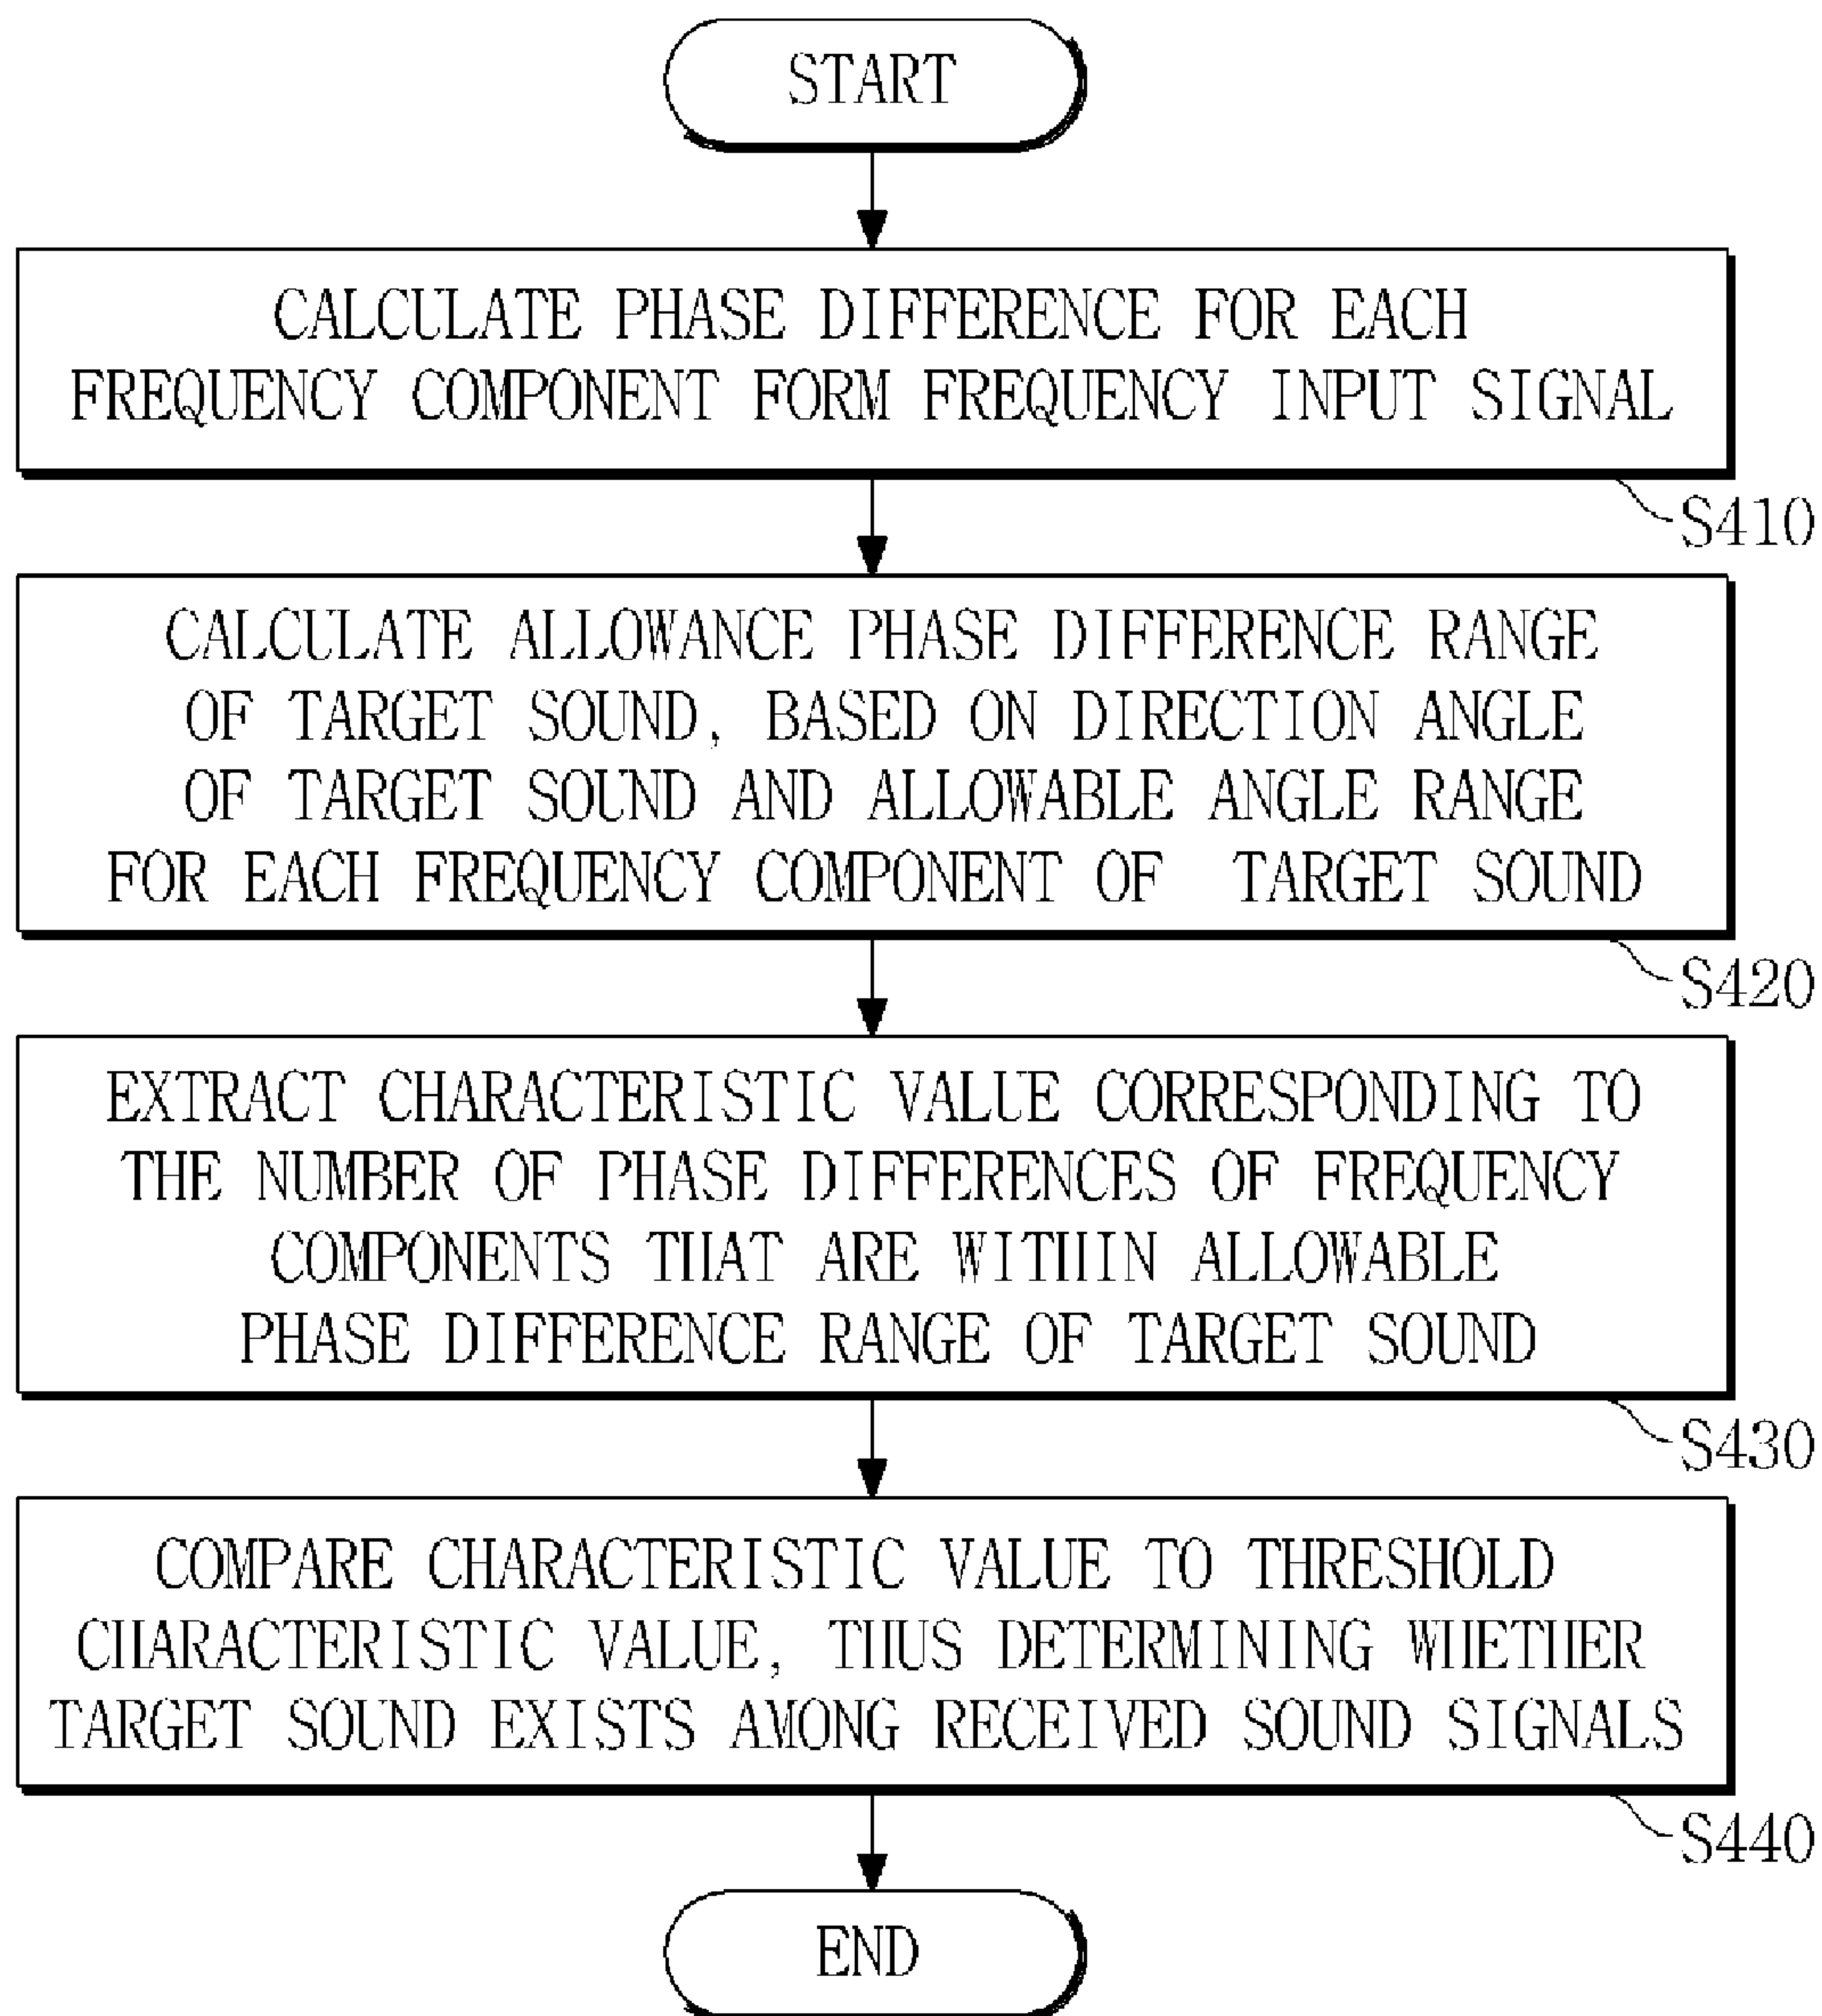 START
CALCULATE PHASE DIFFERENCE FOR EACH
FREQUENCY COMPONENT FORM FREQUENCY INPUT SIGNAL
S410
CALCULATE ALLOWANCE PHASE DIFFERENCE RANGE
OF TARGET SOUND, BASED ON DIRECTION ANGLE
OF TARGET SOUND AND ALLOWABLE ANGLE RANGE
FOR EACH FREQUENCY COMPONENT OF TARGET SOUND
S420
EXTRACT CHARACTERISTIC VALUE CORRESPONDING TO
THE NUMBER OF PHASE DIFFERENCES OF FREQUENCY
COMPONENTS THAT ARE WITHIN ALLOWABLE
PHASE DIFFERENCE RANGE OF TARGET SOUND
S430
COMPARE CHARACTERISTIC VALUE TO THRESHOLD
CHARACTERISTIC VALUE, THUS DETERMINING WHETHER
TARGET SOUND EXISTS AMONG RECEIVED SOUND SIGNALS
S440
END